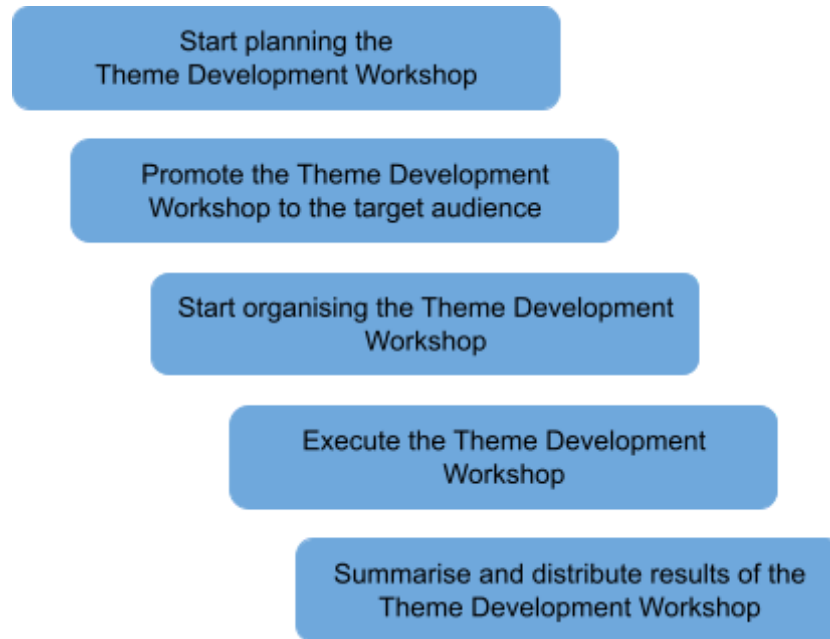 Start planning the
Theme Development Workshop
Promote the Theme Development
Workshop to the target audience
Start organising the Theme Development
Workshop
Execute the Theme Development
Workshop
Summarise and distribute results of the
Theme Development Workshop